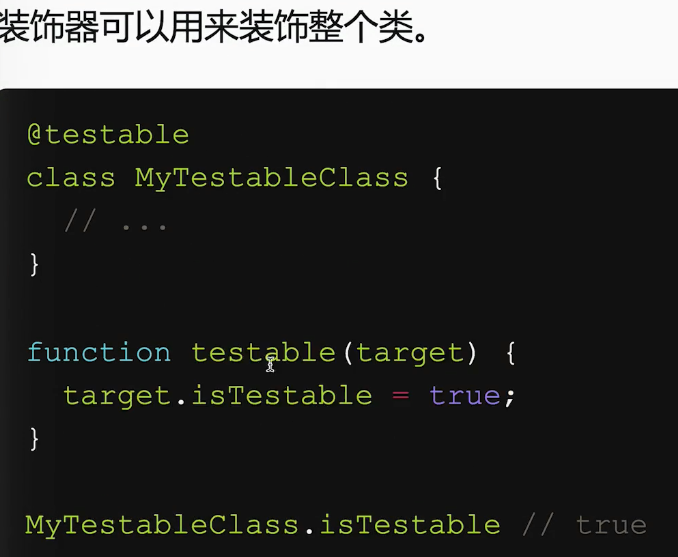 装饰器可以用来装饰整个类。
@testable
class MyTestableClass {
// ...
}
function testable(target) {
target.isTestable = true;
}
MyTestableClass.isTestable // true